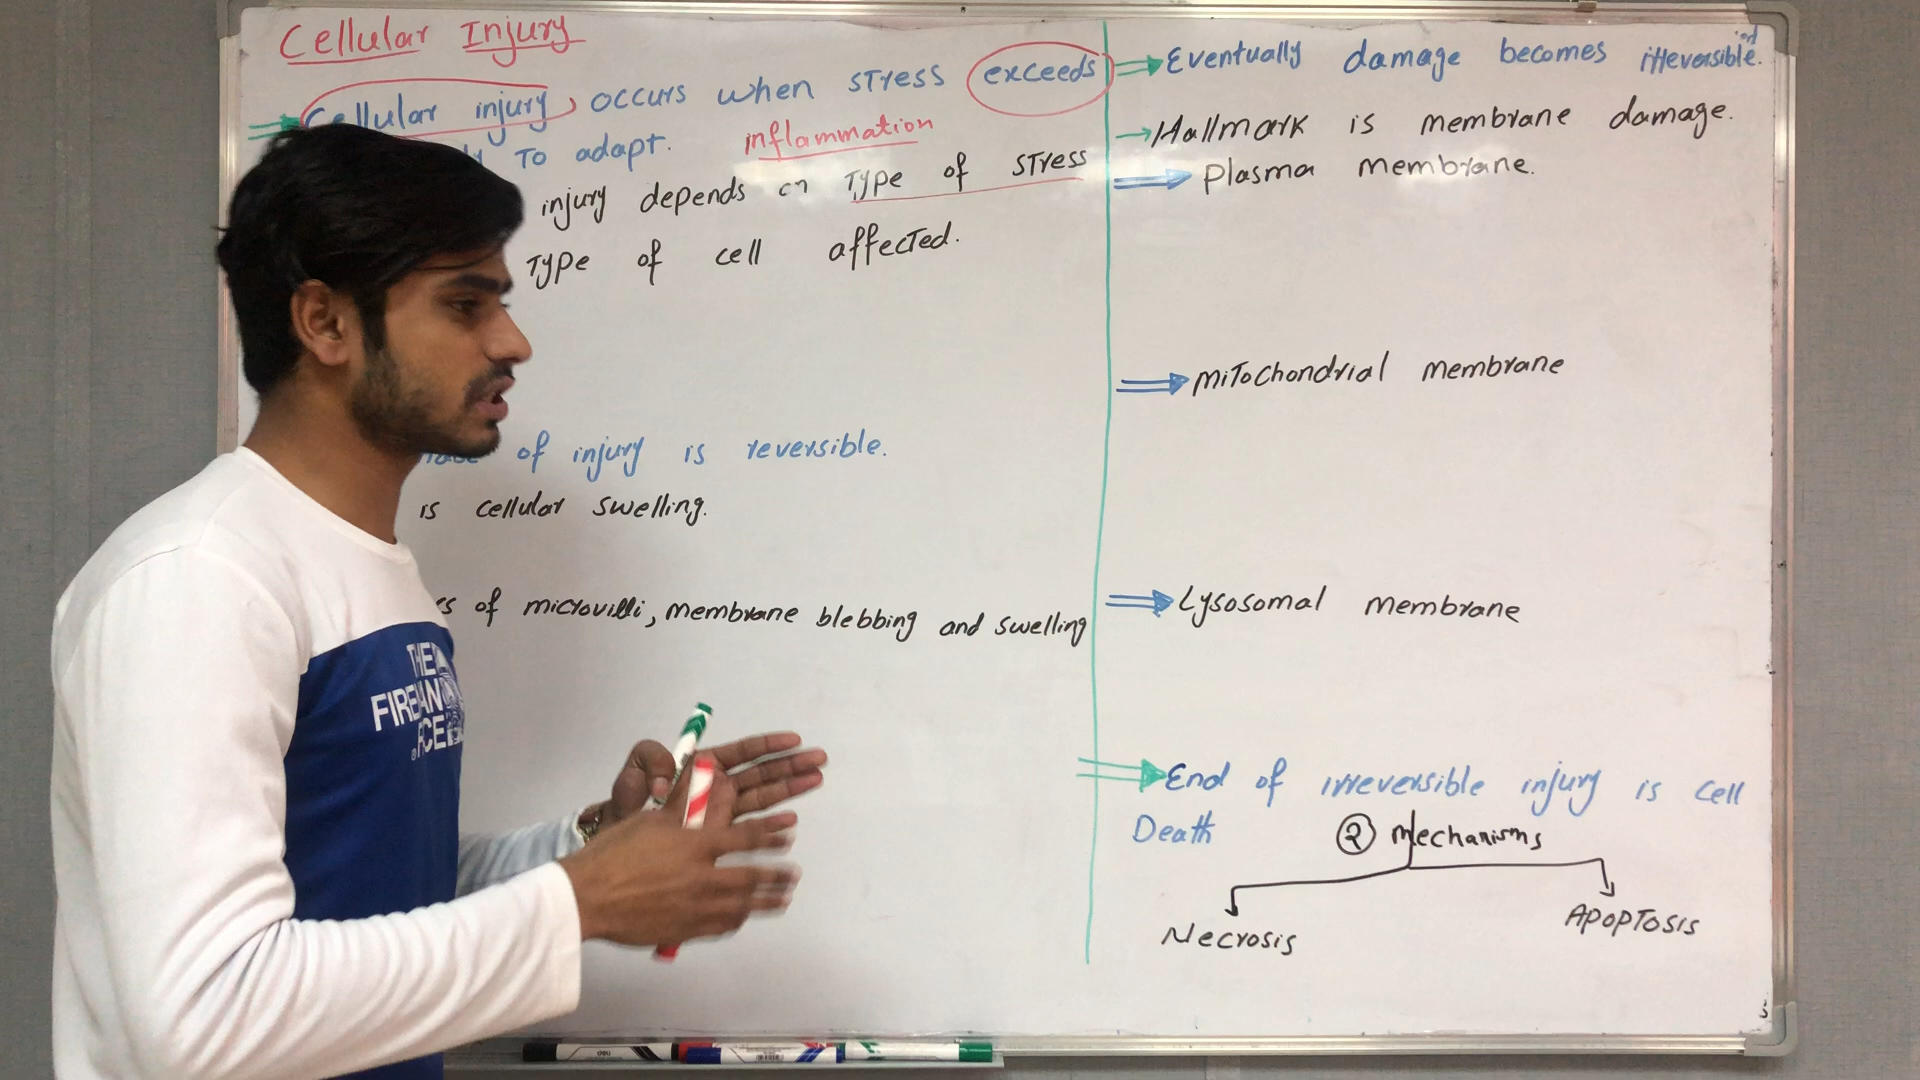 Cellular Injury
Cellular injury occurs when stress exceeds
To adapt. inflammation
injury depends on Type of stress
Type of cell affected.
of injury is reversible.
is cellular swelling.
of microvilli, membrane blebbing and swelling
Eventually damage becomes irreversible.
Hallmark is membrane damage.
Plasma membrane.
mitochondrial membrane
Lysosomal membrane
End of irreversible injury is cell
Death 2 mechanisms
Necrosis
APOPTOSIS
THE
FIRE AN
RCE